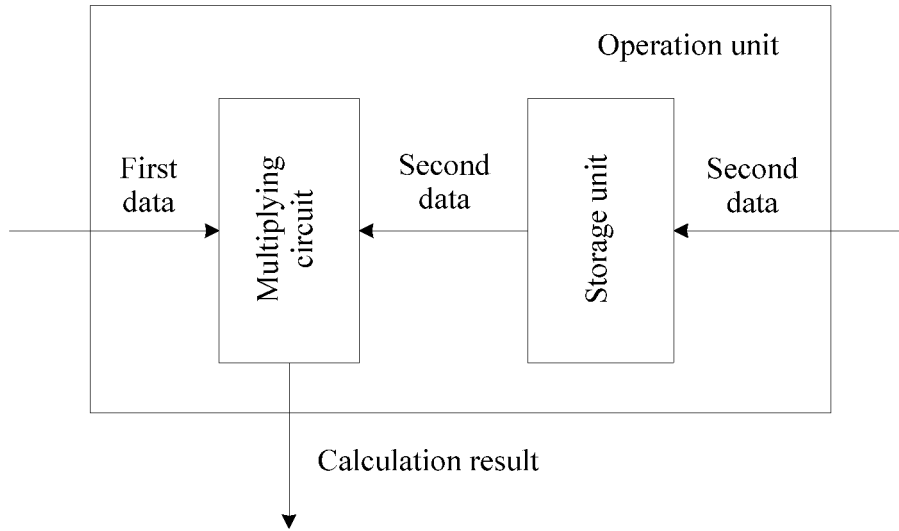 Operation unit
First
data
Multiplying
circuit
Second
data
Storage unit
Second
data
Calculation result